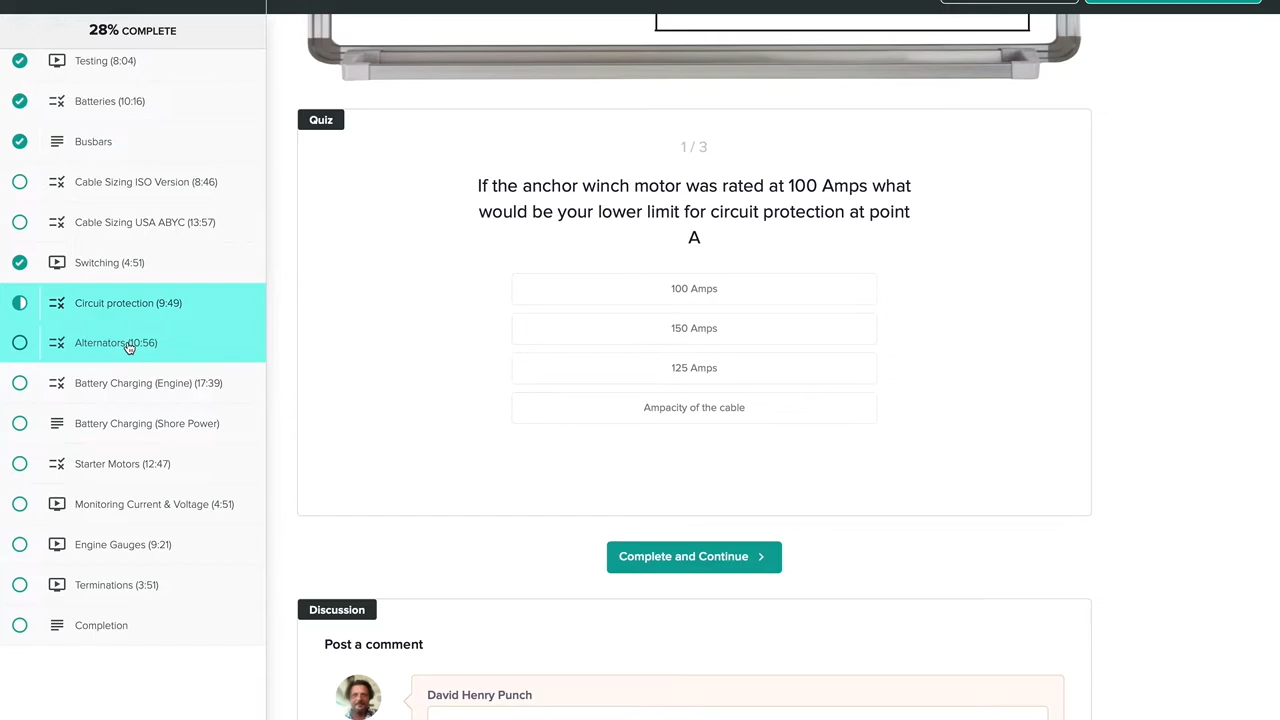 28% COMPLETE
Testing (8:04)
Batteries (10:16)
Busbars
Cable Sizing ISO Version (8:46)
Cable Sizing USA ABYC (13:57)
Switching (4:51)
Circuit protection (9:49)
Alternators (10:56)
Battery Charging (Engine) (17:39)
Battery Charging (Shore Power)
Starter Motors (12:47)
Monitoring Current & Voltage (4:51)
Engine Gauges (9:21)
Terminations (3:51)
Completion
Quiz
1 / 3
If the anchor winch motor was rated at 100 Amps what
would be your lower limit for circuit protection at point
A
100 Amps
150 Amps
125 Amps
Ampacity of the cable
Complete and Continue
Discussion
Post a comment
David Henry Punch